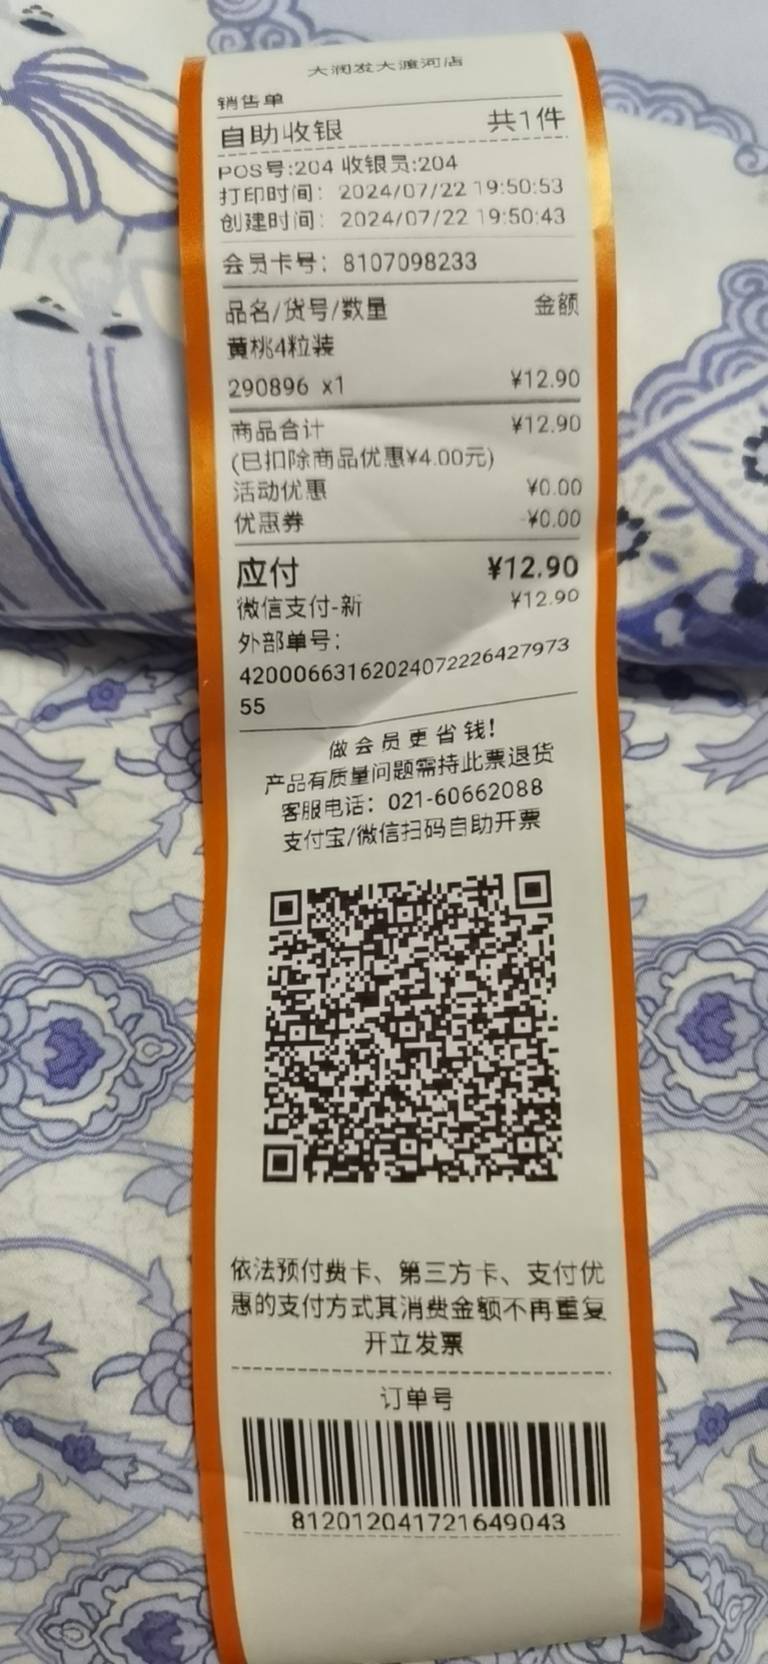 大润发大渡河店
销售单
自助收银 共1件
POS号:204 收银员:204
打印时间: 2024/07/22 19:50:53
创建时间: 2024/07/22 19:50:43
会员卡号: 8107098233
品名/货号/数量 金额
黄桃4粒装
290896 x1 ¥12.90
商品合计 ¥12.90
(已扣除商品优惠¥4.00元)
活动优惠 ¥0.00
优惠券 -¥0.00
应付 ¥12.90
微信支付-新 ¥12.90
外部单号:
42000663162024072226427973
55
做会员更省钱!
产品有质量问题需持此票退货
客服电话: 021-60662088
支付宝/微信扫码自助开票
依法预付费卡、第三方卡、支付优
惠的支付方式其消费金额不再重复
开立发票
订单号
812012041721649043